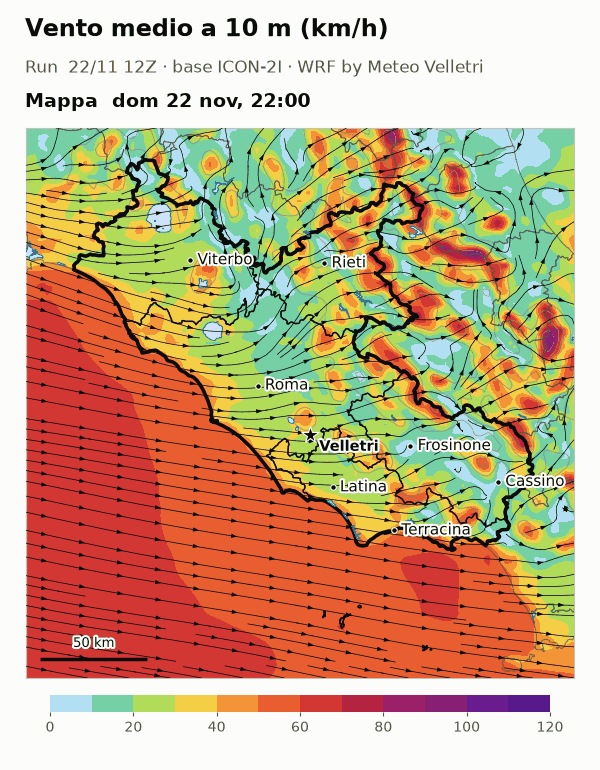 Vento medio a 10 m (km/h)
Run  22/11 12Z · base ICON-2I · WRF by Meteo Velletri
Mappa  dom 22 nov, 22:00
Viterbo
Rieti
Roma
Velletri
Frosinone
Latina
Cassino
Terracina
50 km
0 20 40 60 80 100 120